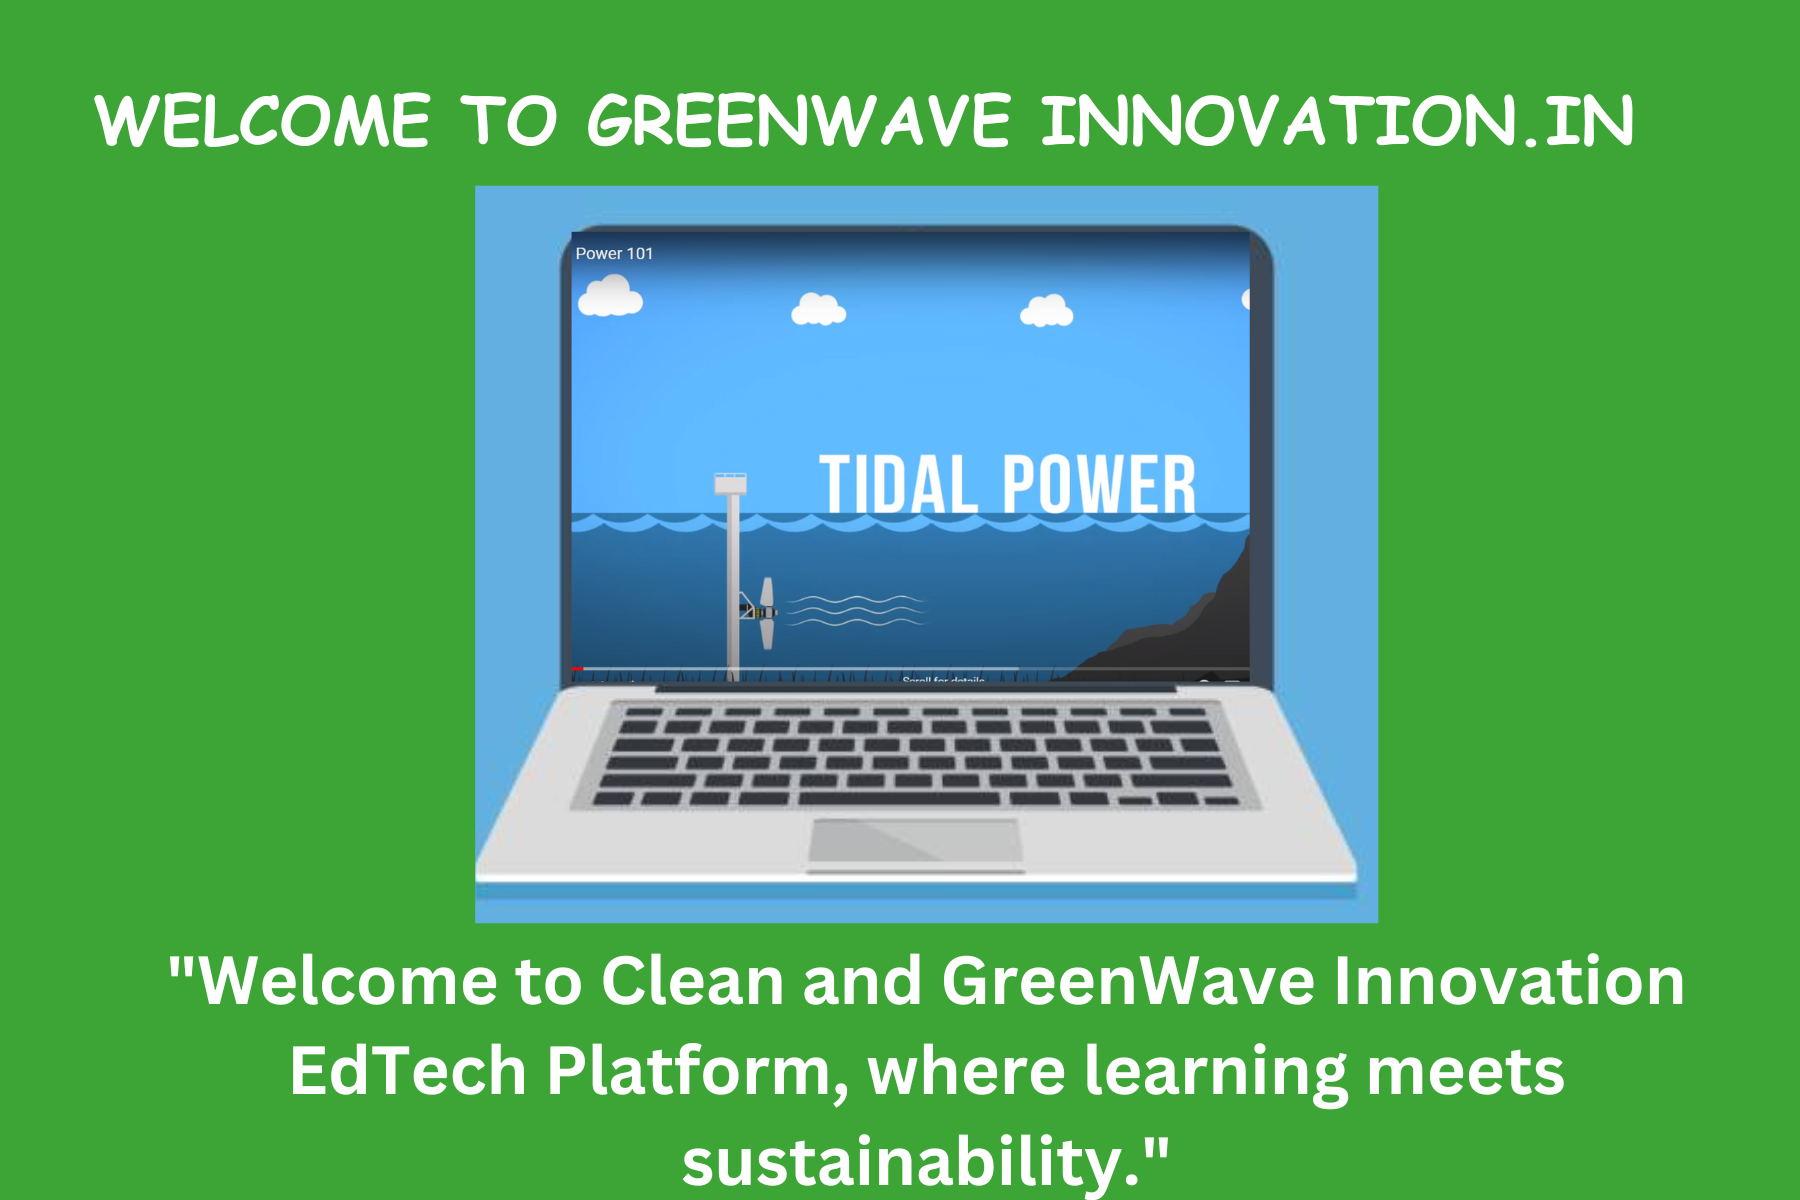 WELCOME TO GREENWAVE INNOVATION.IN
Power 101
TIDAL POWER
Scroll for details
"Welcome to Clean and GreenWave Innovation
EdTech Platform, where learning meets
sustainability."